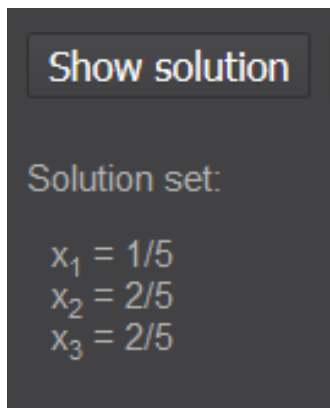 Show solution
Solution set:
x₁ = 1/5
x₂ = 2/5
x₃ = 2/5